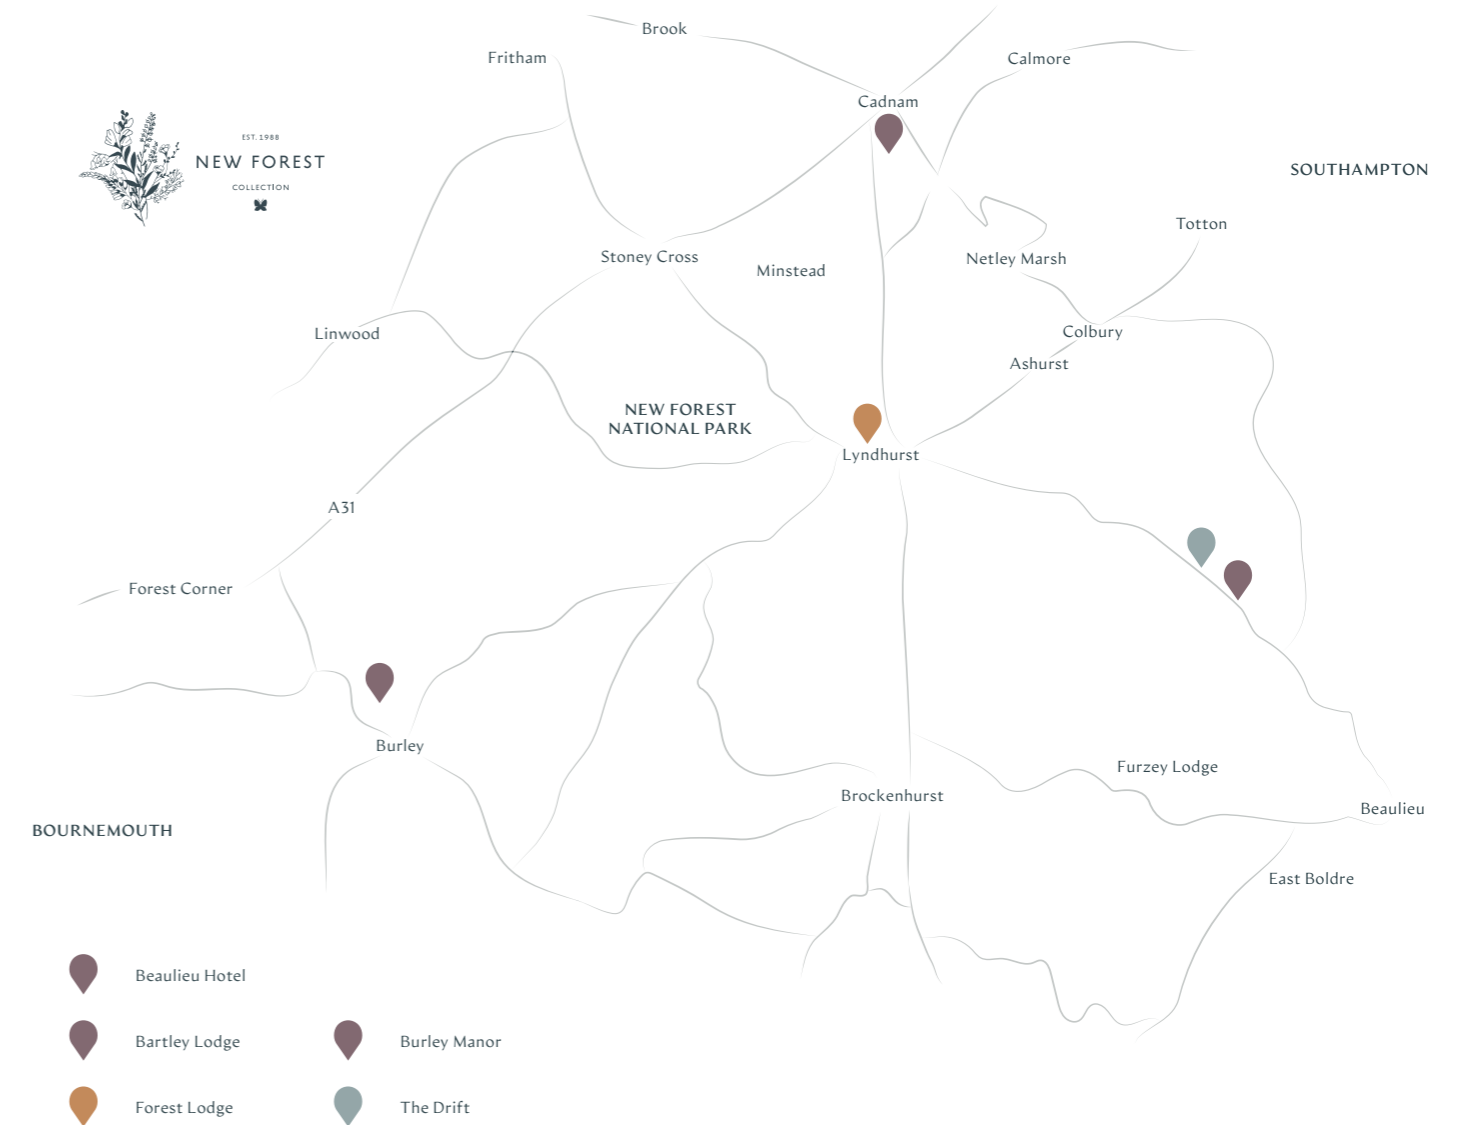 Brook
Fritham
Calmore
Cadnam
EST. 1988
NEW FOREST
COLLECTION
SOUTHAMPTON
Totton
Stoney Cross
Minstead
Netley Marsh
Linwood
Colbury
Ashurst
NEW FOREST
NATIONAL PARK
Lyndhurst
A31
Forest Corner
Burley
Furzey Lodge
Brockenhurst
Beaulieu
BOURNEMOUTH
East Boldre
Beaulieu Hotel
Bartley Lodge
Burley Manor
Forest Lodge
The Drift